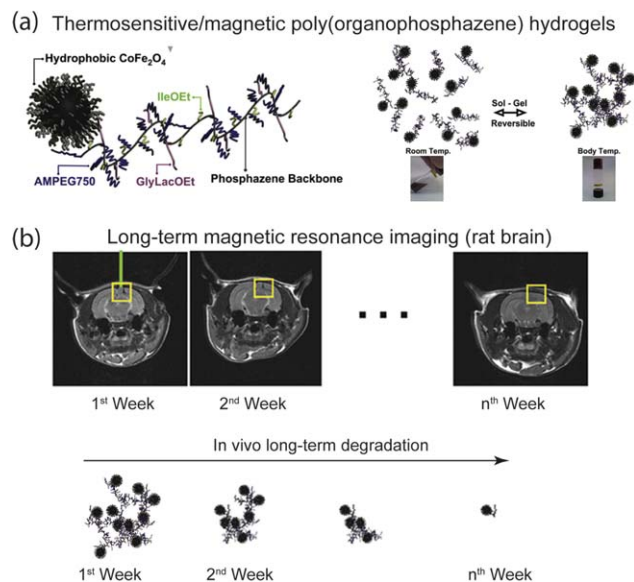 (a) Thermosensitive/magnetic poly(organophosphazene) hydrogels
Hydrophobic CoFe₂O₄
IleOEt
AMPEG750
GlyLacOEt
Phosphazene Backbone
Sol - Gel
Reversible
Room Temp.
Body Temp.
(b) Long-term magnetic resonance imaging (rat brain)
1st Week
2nd Week
nth Week
In vivo long-term degradation
1st Week
2nd Week
nth Week